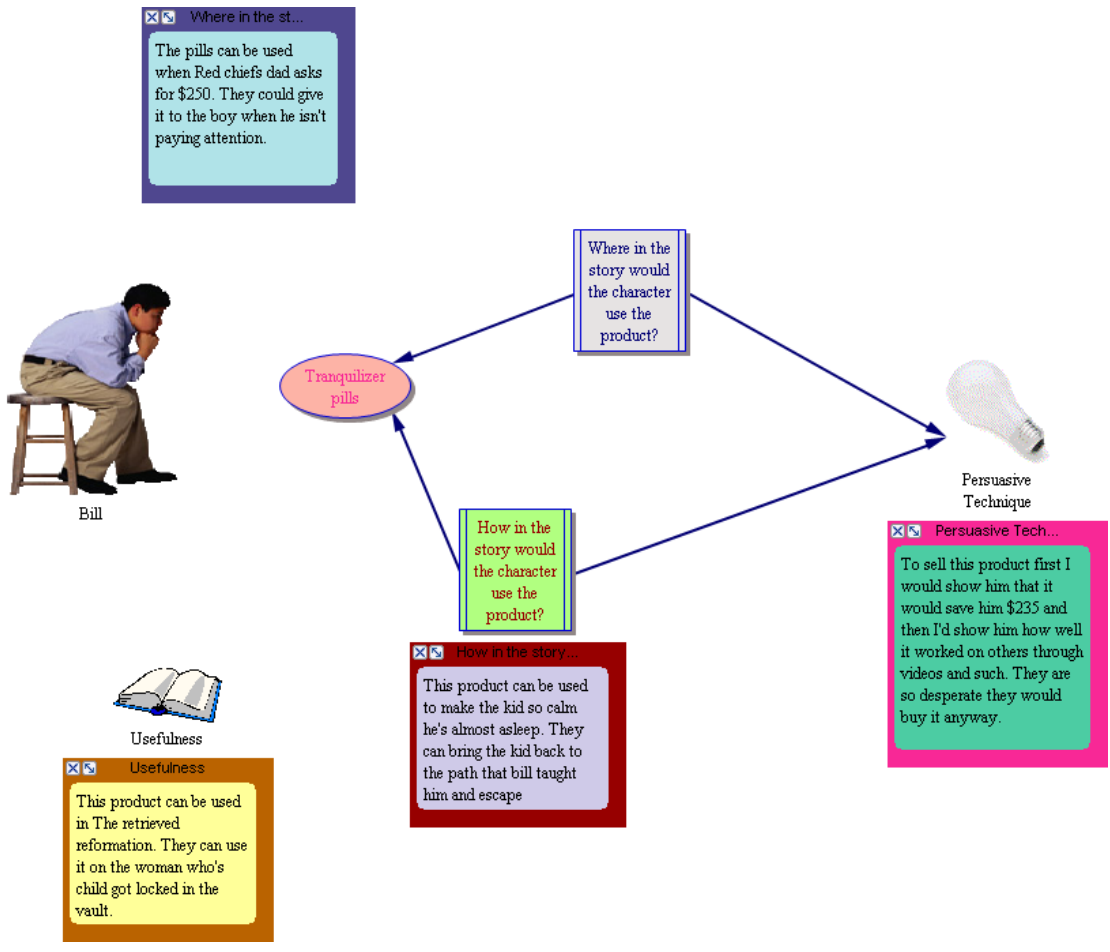 Where in the st...
The pills can be used
when Red chiefs dad asks
for $250. They could give
it to the boy when he isn't
paying attention.
Where in the
story would
the character
use the
product?
Tranquilizer
pills
Bill
Persuasive
Technique
How in the
story would
the character
use the
product?
Persuasive Tech...
To sell this product first I
would show him that it
would save him $235 and
then I'd show him how well
it worked on others through
videos and such. They are
so desperate they would
buy it anyway.
How in the story...
This product can be used
to make the kid so calm
he's almost asleep. They
can bring the kid back to
the path that bill taught
him and escape
Usefulness
Usefulness
This product can be used
in The retrieved
reformation. They can use
it on the woman who's
child got locked in the
vault.